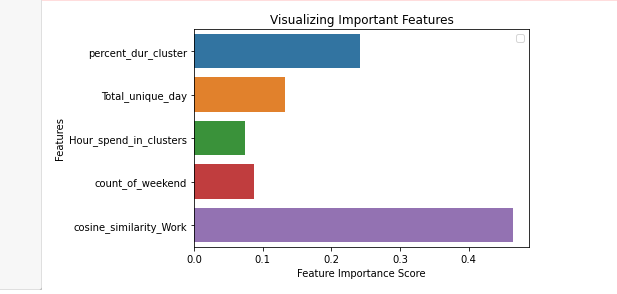 Visualizing Important Features
percent_dur_cluster
Total_unique_day
Hour_spend_in_clusters
count_of_weekend
cosine_similarity_Work
Features
0.0 0.1 0.2 0.3 0.4
Feature Importance Score